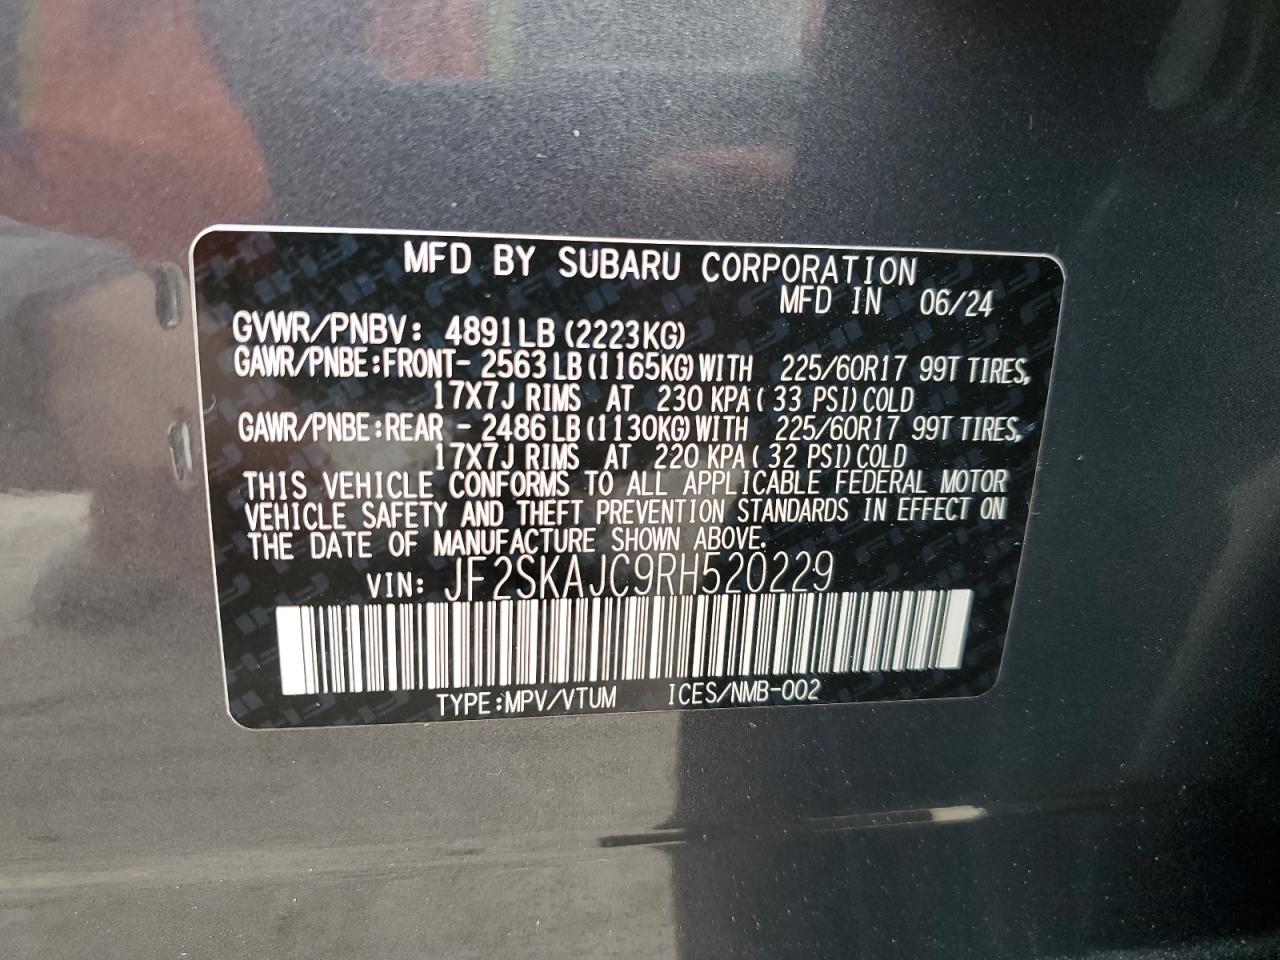 MFD BY SUBARU CORPORATION
MFD IN 06/24
GVWR/PNBV: 4891LB (2223KG)
GAWR/PNBE:FRONT- 2563 LB (1165KG) WITH 225/60R17 99T TIRES,
17X7J RIMS AT 230 KPA ( 33 PSI) COLD
GAWR/PNBE:REAR - 2486 LB (1130KG) WITH 225/60R17 99T TIRES,
17X7J RIMS AT 220 KPA ( 32 PSI) COLD
THIS VEHICLE CONFORMS TO ALL APPLICABLE FEDERAL MOTOR
VEHICLE SAFETY AND THEFT PREVENTION STANDARDS IN EFFECT ON
THE DATE OF MANUFACTURE SHOWN ABOVE.
VIN: JF2SKAJC9RH520229
TYPE:MPV/VTUM ICES/NMB-002